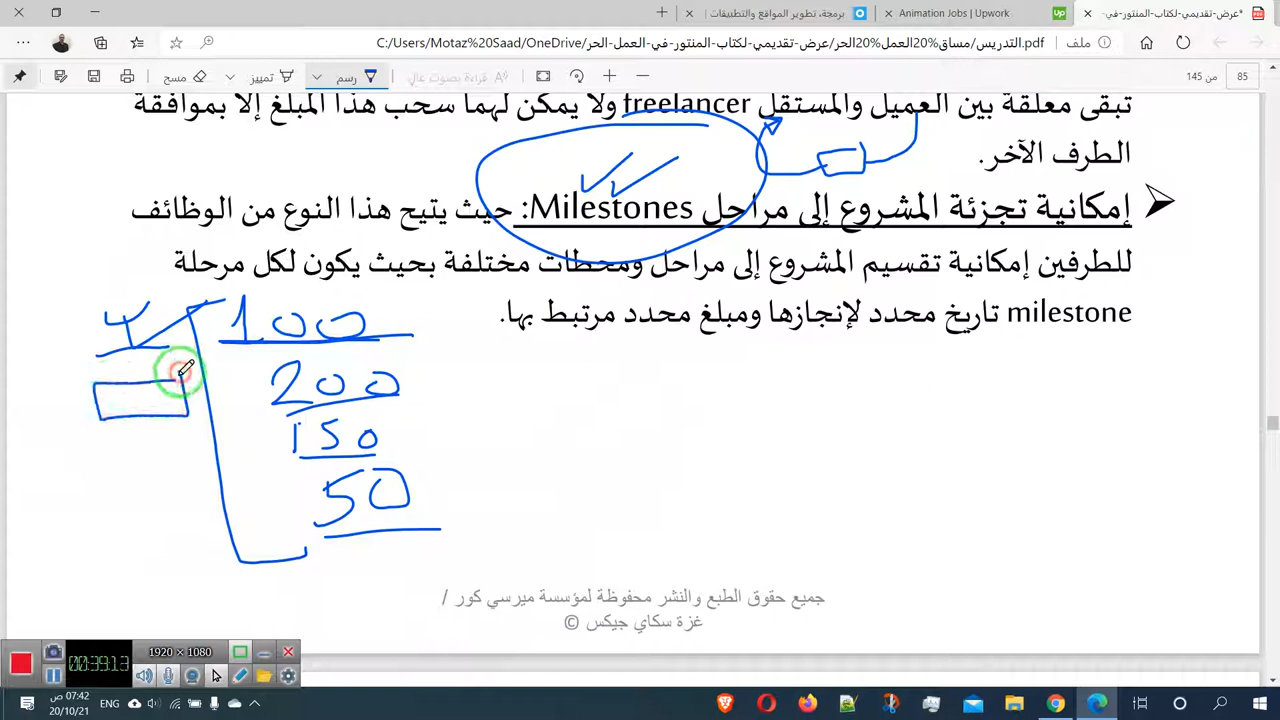 *عرض-تقديمي-لكتاب-المنتور-في-
Animation Jobs | Upwork
برمجة، تطوير المواقع والتطبيقات |
ملف
C:/Users/Motaz%20Saad/OneDrive/التدريس/مساق%20العمل%20الحر/عرض-تقديمي-لكتاب-المنتور-في-العمل-الحر.pdf
85 من 145
قراءة بصوت عالٍ
رسم
تمييز
مسح
تبقى معلقة بين العميل والمستقل freelancer ولا يمكن لهما سحب هذا المبلغ إلا بموافقة
الطرف الآخر.
إمكانية تجزئة المشروع إلى مراحل Milestones: حيث يتيح هذا النوع من الوظائف
للطرفين إمكانية تقسيم المشروع إلى مراحل ومحطات مختلفة بحيث يكون لكل مرحلة
milestone تاريخ محدد لإنجازها ومبلغ محدد مرتبط بها.
100
200
150
50
جميع حقوق الطبع والنشر محفوظة لمؤسسة ميرسي كور /
غزة سكاي جيكس ©
1920 × 1080
00:39:13
ENG
07:42 ص
20/10/21